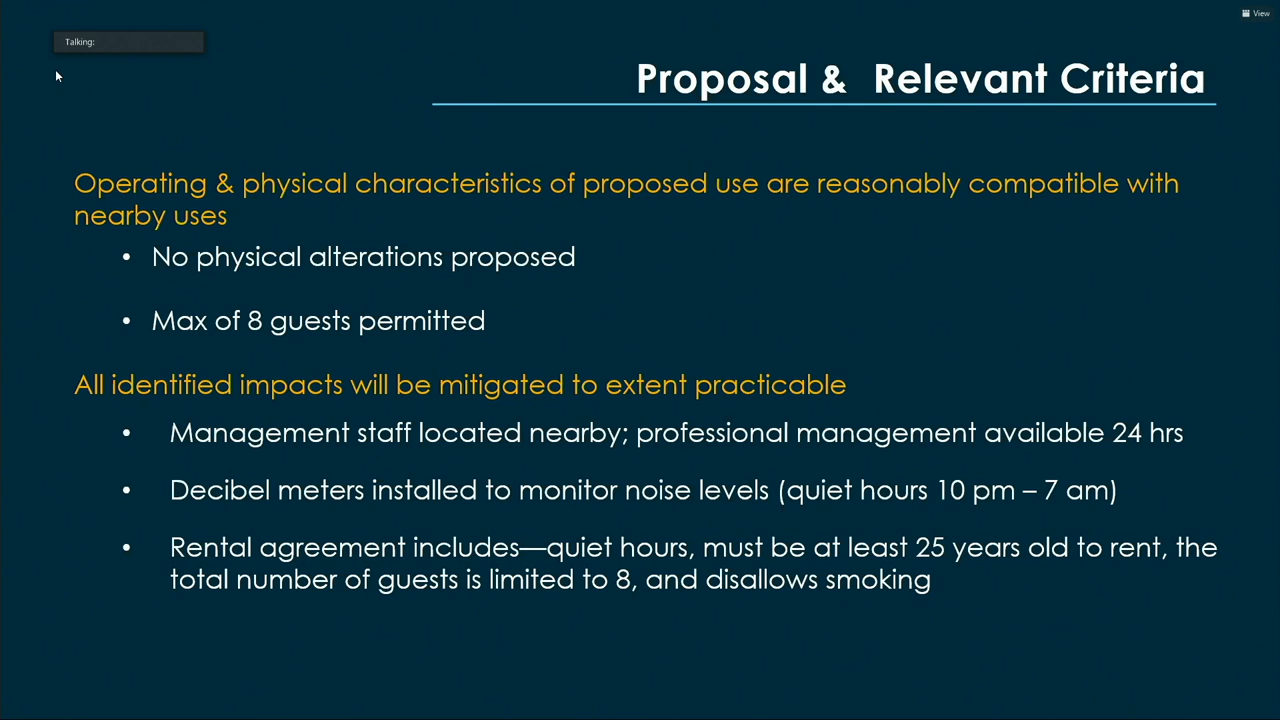 View
Talking:
Proposal & Relevant Criteria
Operating & physical characteristics of proposed use are reasonably compatible with
nearby uses
• No physical alterations proposed
• Max of 8 guests permitted
All identified impacts will be mitigated to extent practicable
• Management staff located nearby; professional management available 24 hrs
• Decibel meters installed to monitor noise levels (quiet hours 10 pm – 7 am)
• Rental agreement includes—quiet hours, must be at least 25 years old to rent, the
total number of guests is limited to 8, and disallows smoking